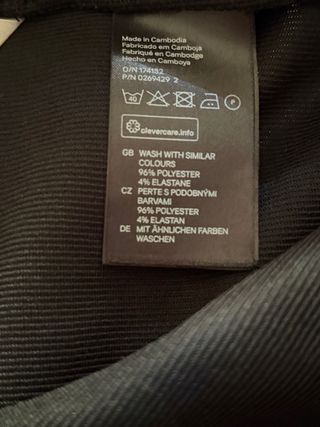 Made in Cambodia
Fabricado em Camboja
Fabriqué en Cambodge
Hecho en Camboya
O/N 174152
P/N 0269429 2
40
P
clevercare.info
GB WASH WITH SIMILAR
COLOURS
96% POLYESTER
4% ELASTANE
CZ PERTE S PODOBNÝMI
BARVAMI
96% POLYESTER
4% ELASTAN
DE MIT ÄHNLICHEN FARBEN
WASCHEN